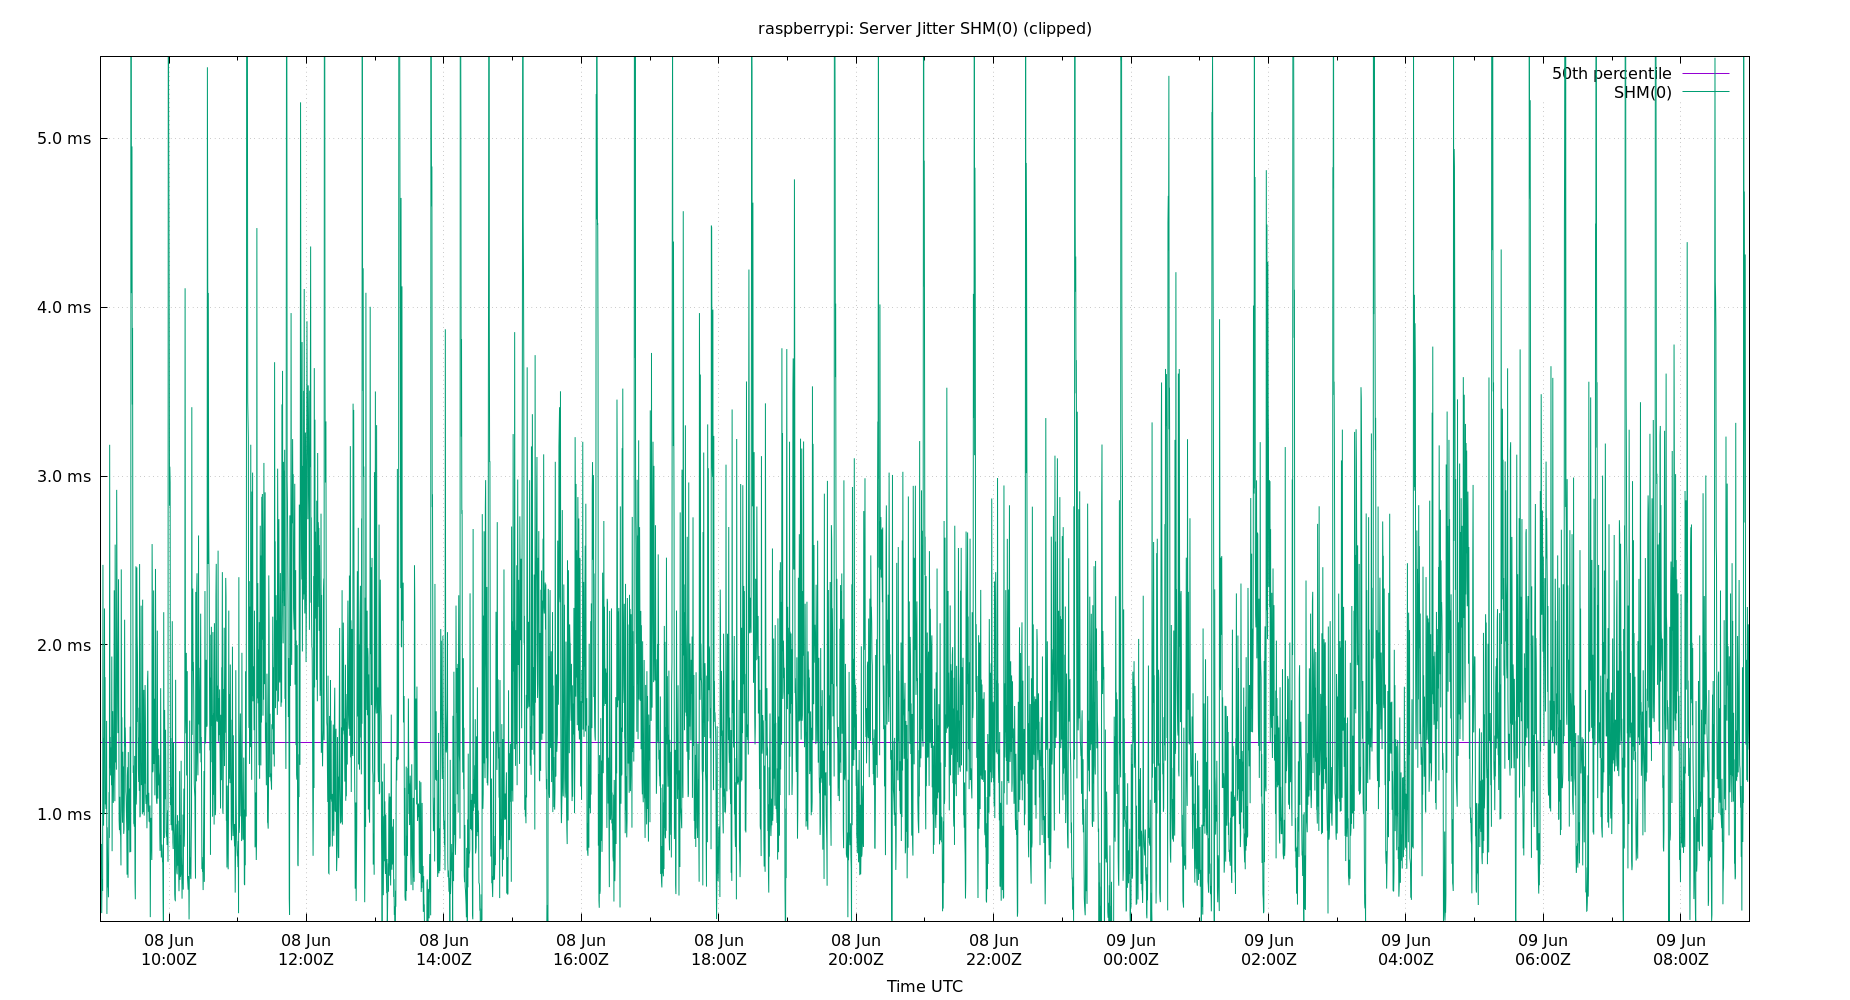 raspberrypi: Server Jitter SHM(0) (clipped)
50th percentile
SHM(0)
5.0 ms
4.0 ms
3.0 ms
2.0 ms
1.0 ms
08 Jun 08 Jun 08 Jun 08 Jun 08 Jun 08 Jun 08 Jun 09 Jun 09 Jun 09 Jun 09 Jun 09 Jun
10:00Z 12:00Z 14:00Z 16:00Z 18:00Z 20:00Z 22:00Z 00:00Z 02:00Z 04:00Z 06:00Z 08:00Z
Time UTC